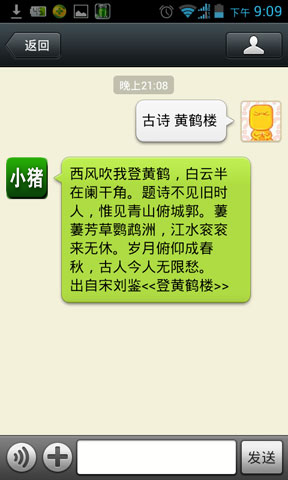 下午 9:09
返回
晚上21:08
古诗 黄鹤楼
小猪
西风吹我登黄鹤，白云半
在阑干角。题诗不见旧时
人，惟见青山俯城郭。萋
萋芳草鹦鹉洲，江水衮衮
来无休。岁月俯仰成春
秋，古人今人无限愁。
出自宋刘鉴<<登黄鹤楼>>
发送